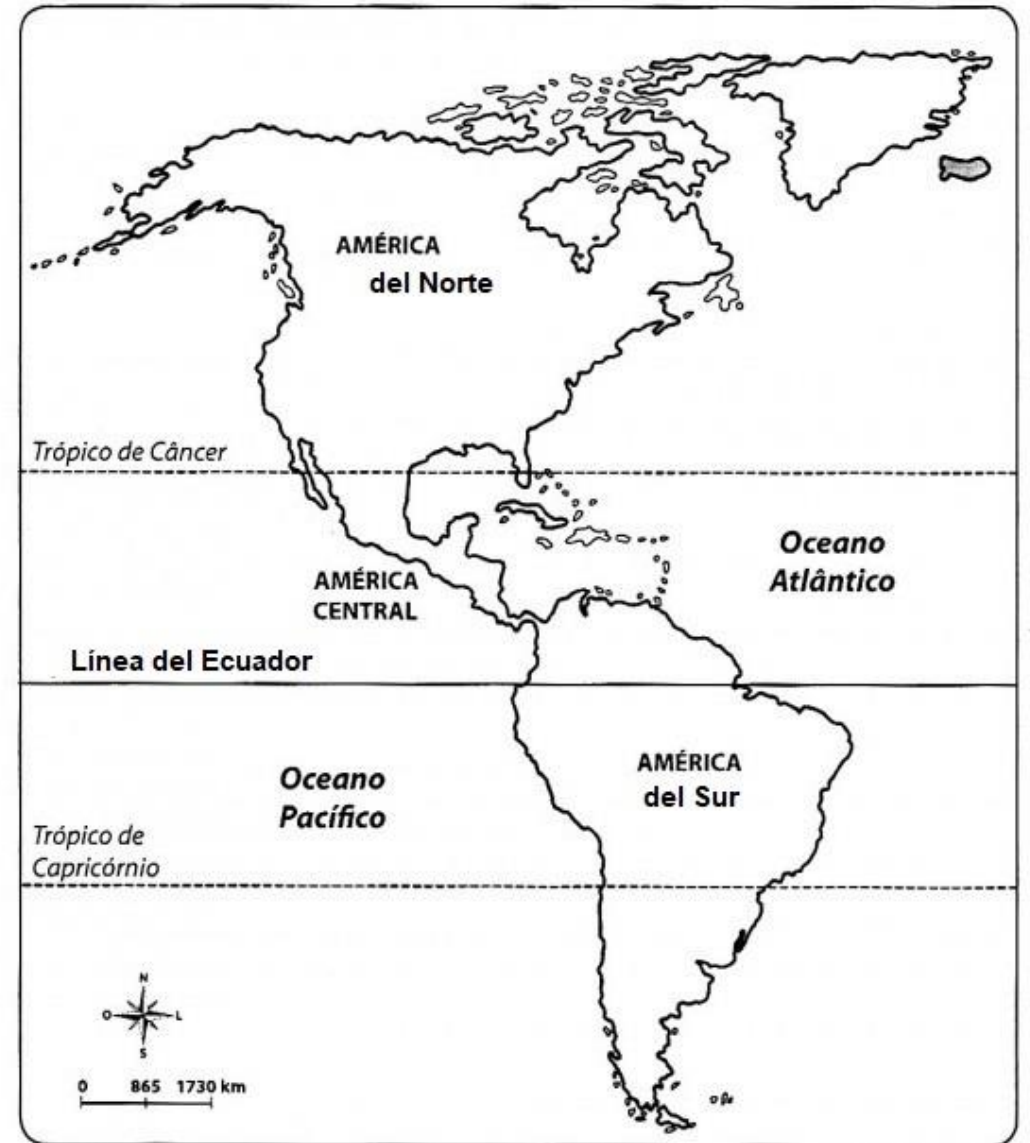 AMÉRICA
del Norte
Trópico de Câncer
Oceano
Atlântico
AMÉRICA
CENTRAL
Línea del Ecuador
AMÉRICA
del Sur
Oceano
Pacífico
Trópico de
Capricórnio
N
O
L
S
0 865 1730 km